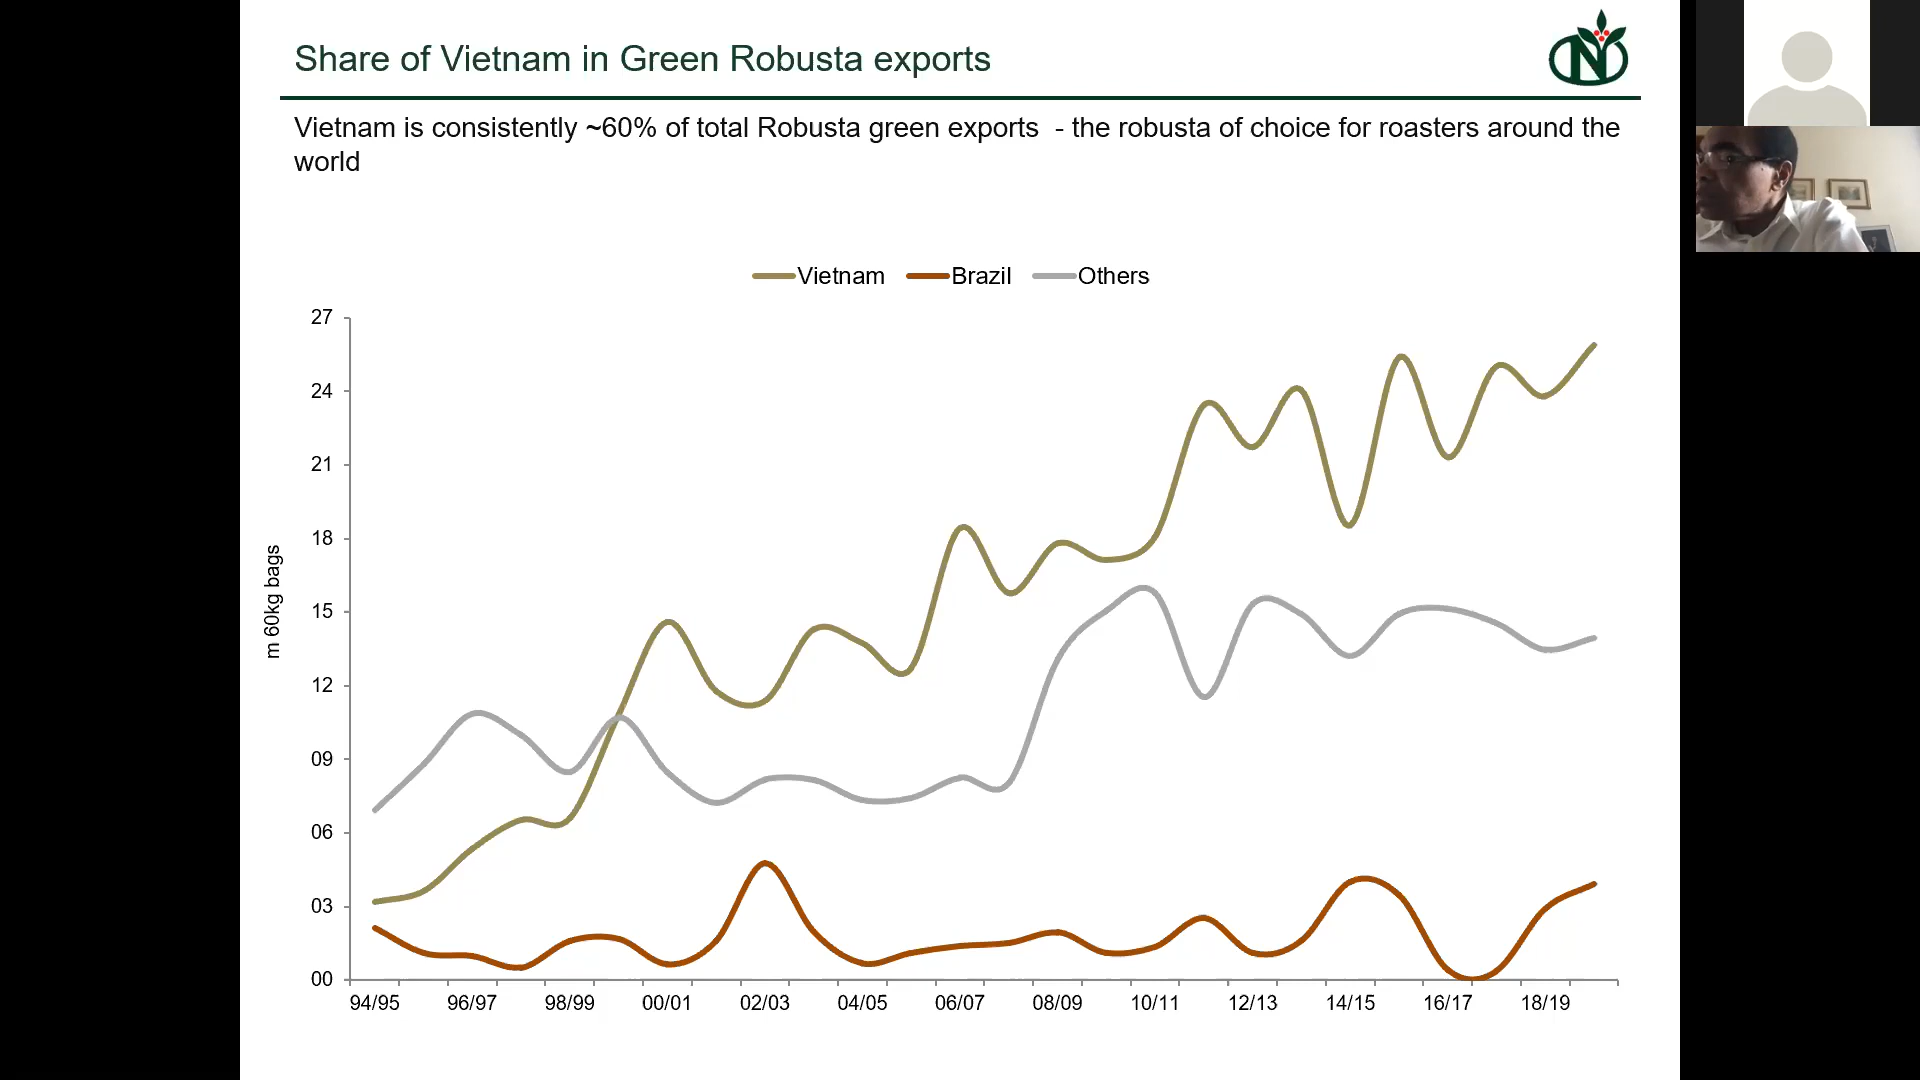 Share of Vietnam in Green Robusta exports
N
Vietnam is consistently ~60% of total Robusta green exports - the robusta of choice for roasters around the
world
Vietnam Brazil Others
27
24
21
18
15
12
09
06
03
00
m 60kg bags
94/95 96/97 98/99 00/01 02/03 04/05 06/07 08/09 10/11 12/13 14/15 16/17 18/19